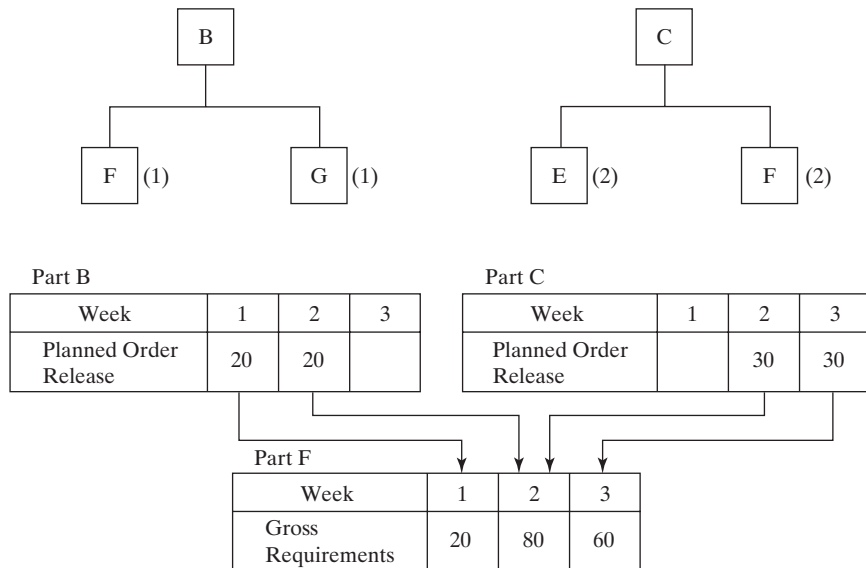 B
C
F (1)
G (1)
E (2)
F (2)
Part B
Week 1 2 3
Planned Order
Release
20 20
Part C
Week 1 2 3
Planned Order
Release
30 30
Part F
Week 1 2 3
Gross
Requirements
20 80 60